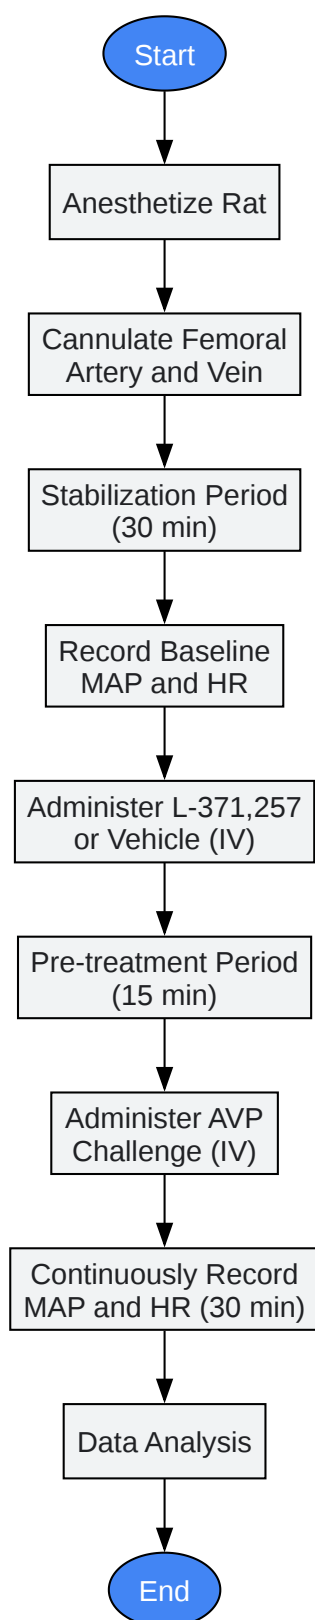 Start
Anesthetize Rat
Cannulate Femoral
Artery and Vein
Stabilization Period
(30 min)
Record Baseline
MAP and HR
Administer L-371,257
or Vehicle (IV)
Pre-treatment Period
(15 min)
Administer AVP
Challenge (IV)
Continuously Record
MAP and HR (30 min)
Data Analysis
End